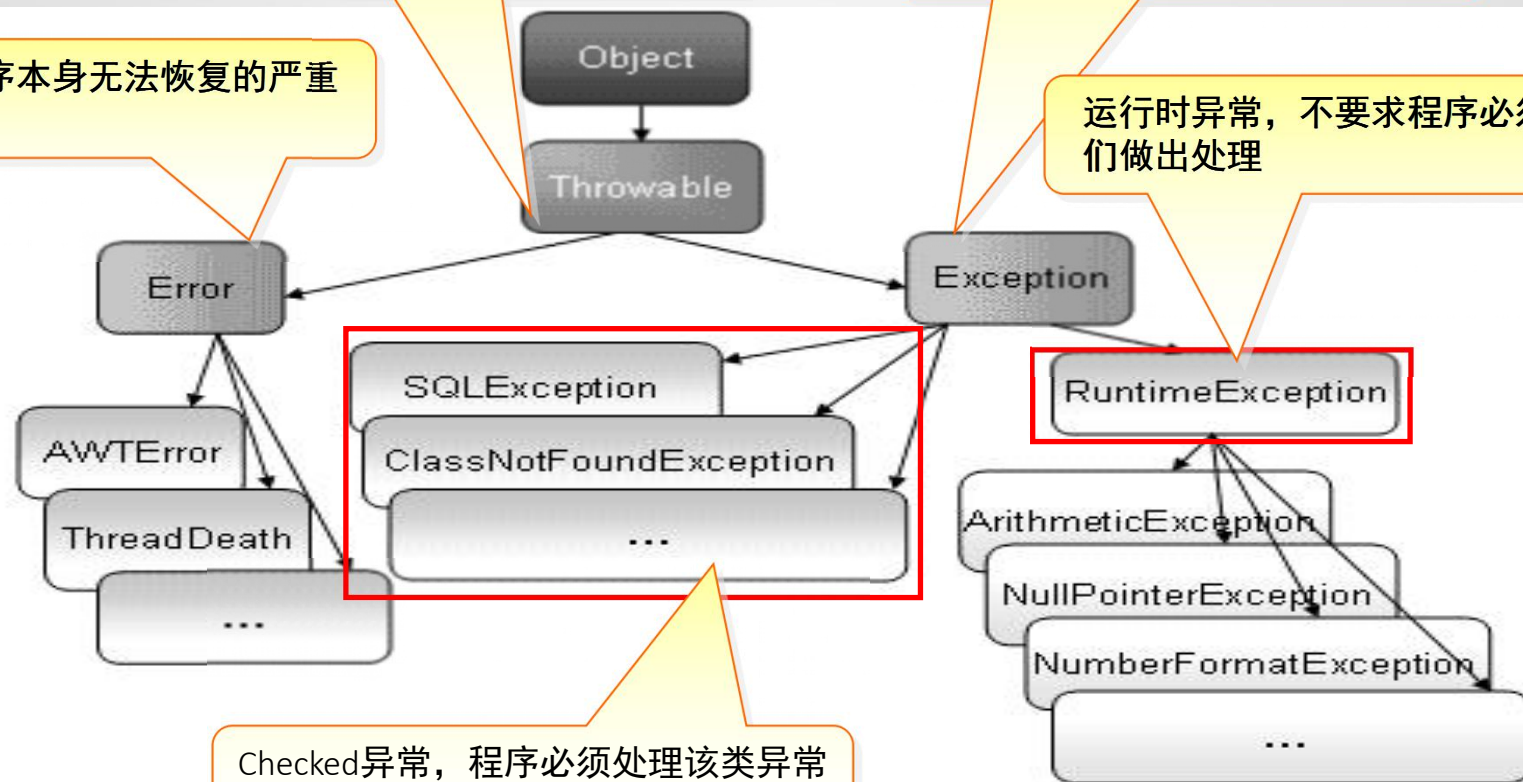 Object
序本身无法恢复的严重
运行时异常，不要求程序必
们做出处理
Throwable
Error
Exception
SQLException
RuntimeException
AWTError
ClassNotFoundException
ArithmeticException
ThreadDeath
...
NullPointerException
...
NumberFormatException
...
Checked异常，程序必须处理该类异常